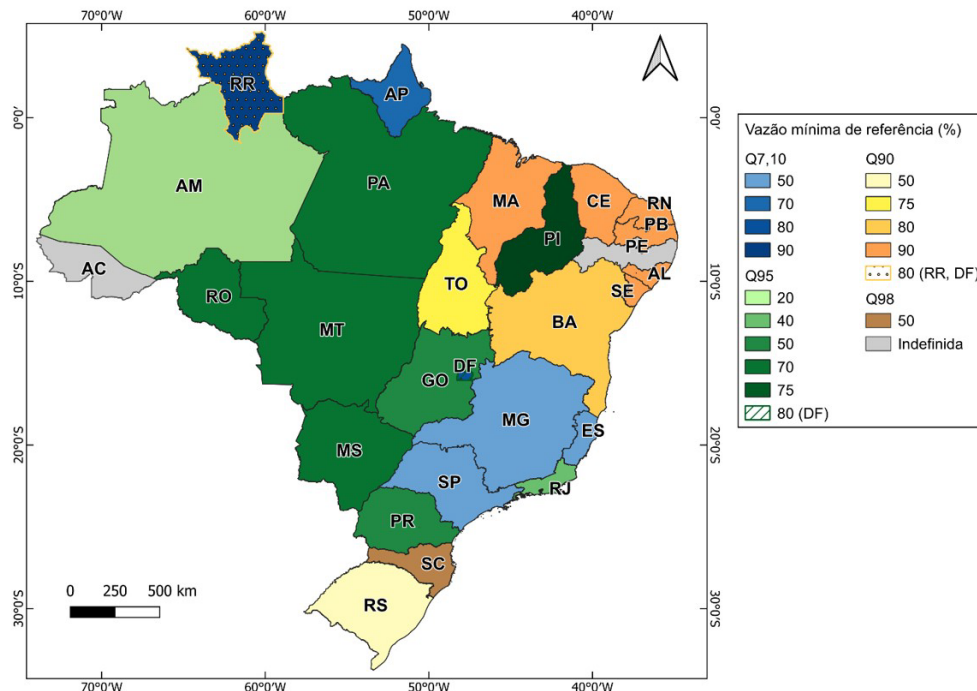 70°0'W 60°0'W 50°0'W 40°0'W
0°0' 0°0'
10°0'S 10°0'S
20°0'S 20°0'S
30°0'S 30°0'S
RR
AP
AM
PA
MA
CE
RN
PB
PI
PE
AC
AL
RO
TO
SE
MT
BA
DF
GO
MG
ES
MS
SP
RJ
PR
SC
RS
0 250 500 km
70°0'W 60°0'W 50°0'W 40°0'W
Vazão mínima de referência (%)
Q7,10
50
70
80
90
Q95
20
40
50
70
75
80 (DF)
Q90
50
75
80
90
80 (RR, DF)
Q98
50
Indefinida